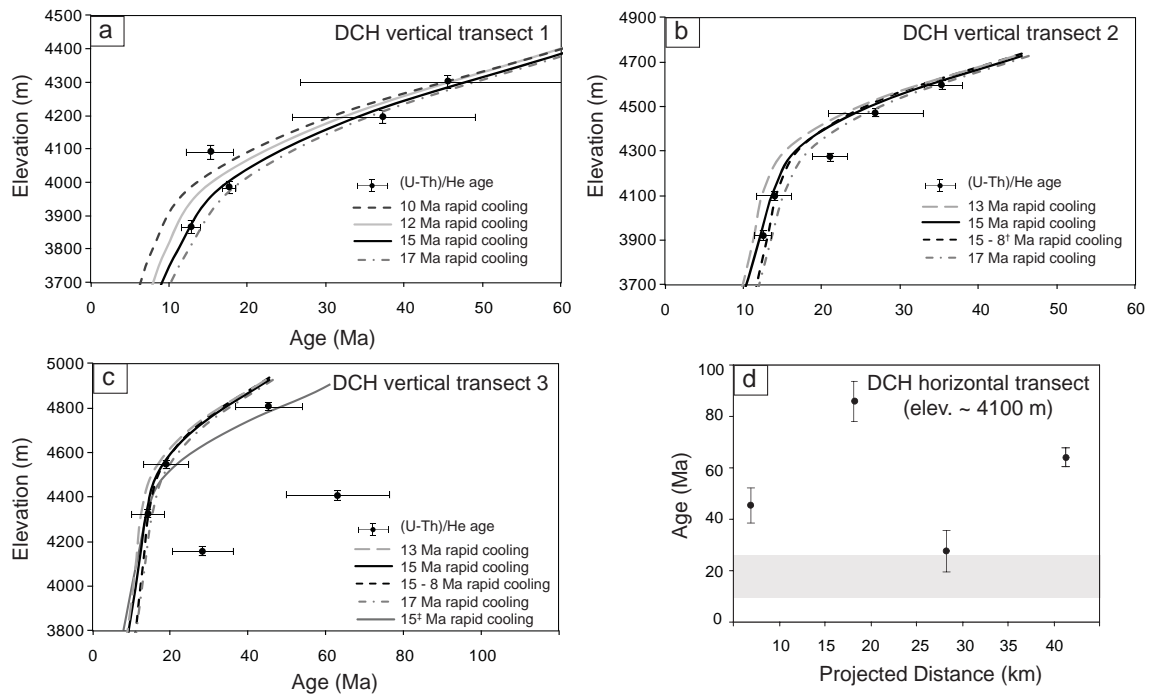 a
DCH vertical transect 1
Elevation (m)
4500
4400
4300
4200
4100
4000
3900
3800
3700
0 10 20 30 40 50 60
Age (Ma)
(U-Th)/He age
10 Ma rapid cooling
12 Ma rapid cooling
15 Ma rapid cooling
17 Ma rapid cooling
b
DCH vertical transect 2
Elevation (m)
4900
4700
4500
4300
4100
3900
3700
0 10 20 30 40 50 60
(U-Th)/He age
13 Ma rapid cooling
15 Ma rapid cooling
15 - 8† Ma rapid cooling
17 Ma rapid cooling
c
DCH vertical transect 3
Elevation (m)
5000
4800
4600
4400
4200
4000
3800
0 20 40 60 80 100
Age (Ma)
(U-Th)/He age
13 Ma rapid cooling
15 Ma rapid cooling
15 - 8 Ma rapid cooling
17 Ma rapid cooling
15‡ Ma rapid cooling
d
DCH horizontal transect
(elev. ~ 4100 m)
Age (Ma)
100
80
60
40
20
0
10 20 30 40
Projected Distance (km)